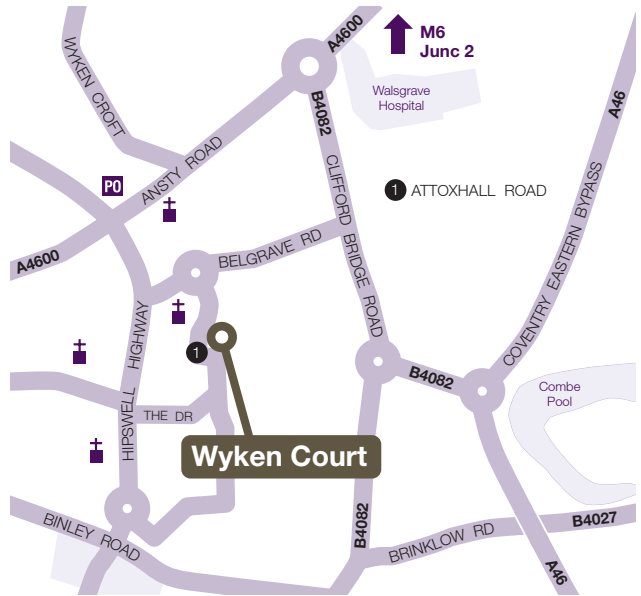 WYKEN CROFT
A4600
M6
Junc 2
B4082
Walsgrave
Hospital
A46
PO
ANSTY ROAD
1 ATTOXHALL ROAD
CLIFFORD BRIDGE ROAD
COVENTRY EASTERN BYPASS
A4600
BELGRAVE RD
HIPSWELL HIGHWAY
1
B4082
Combe
Pool
THE DR
Wyken Court
BINLEY ROAD
B4082
BRINKLOW RD
B4027
A46